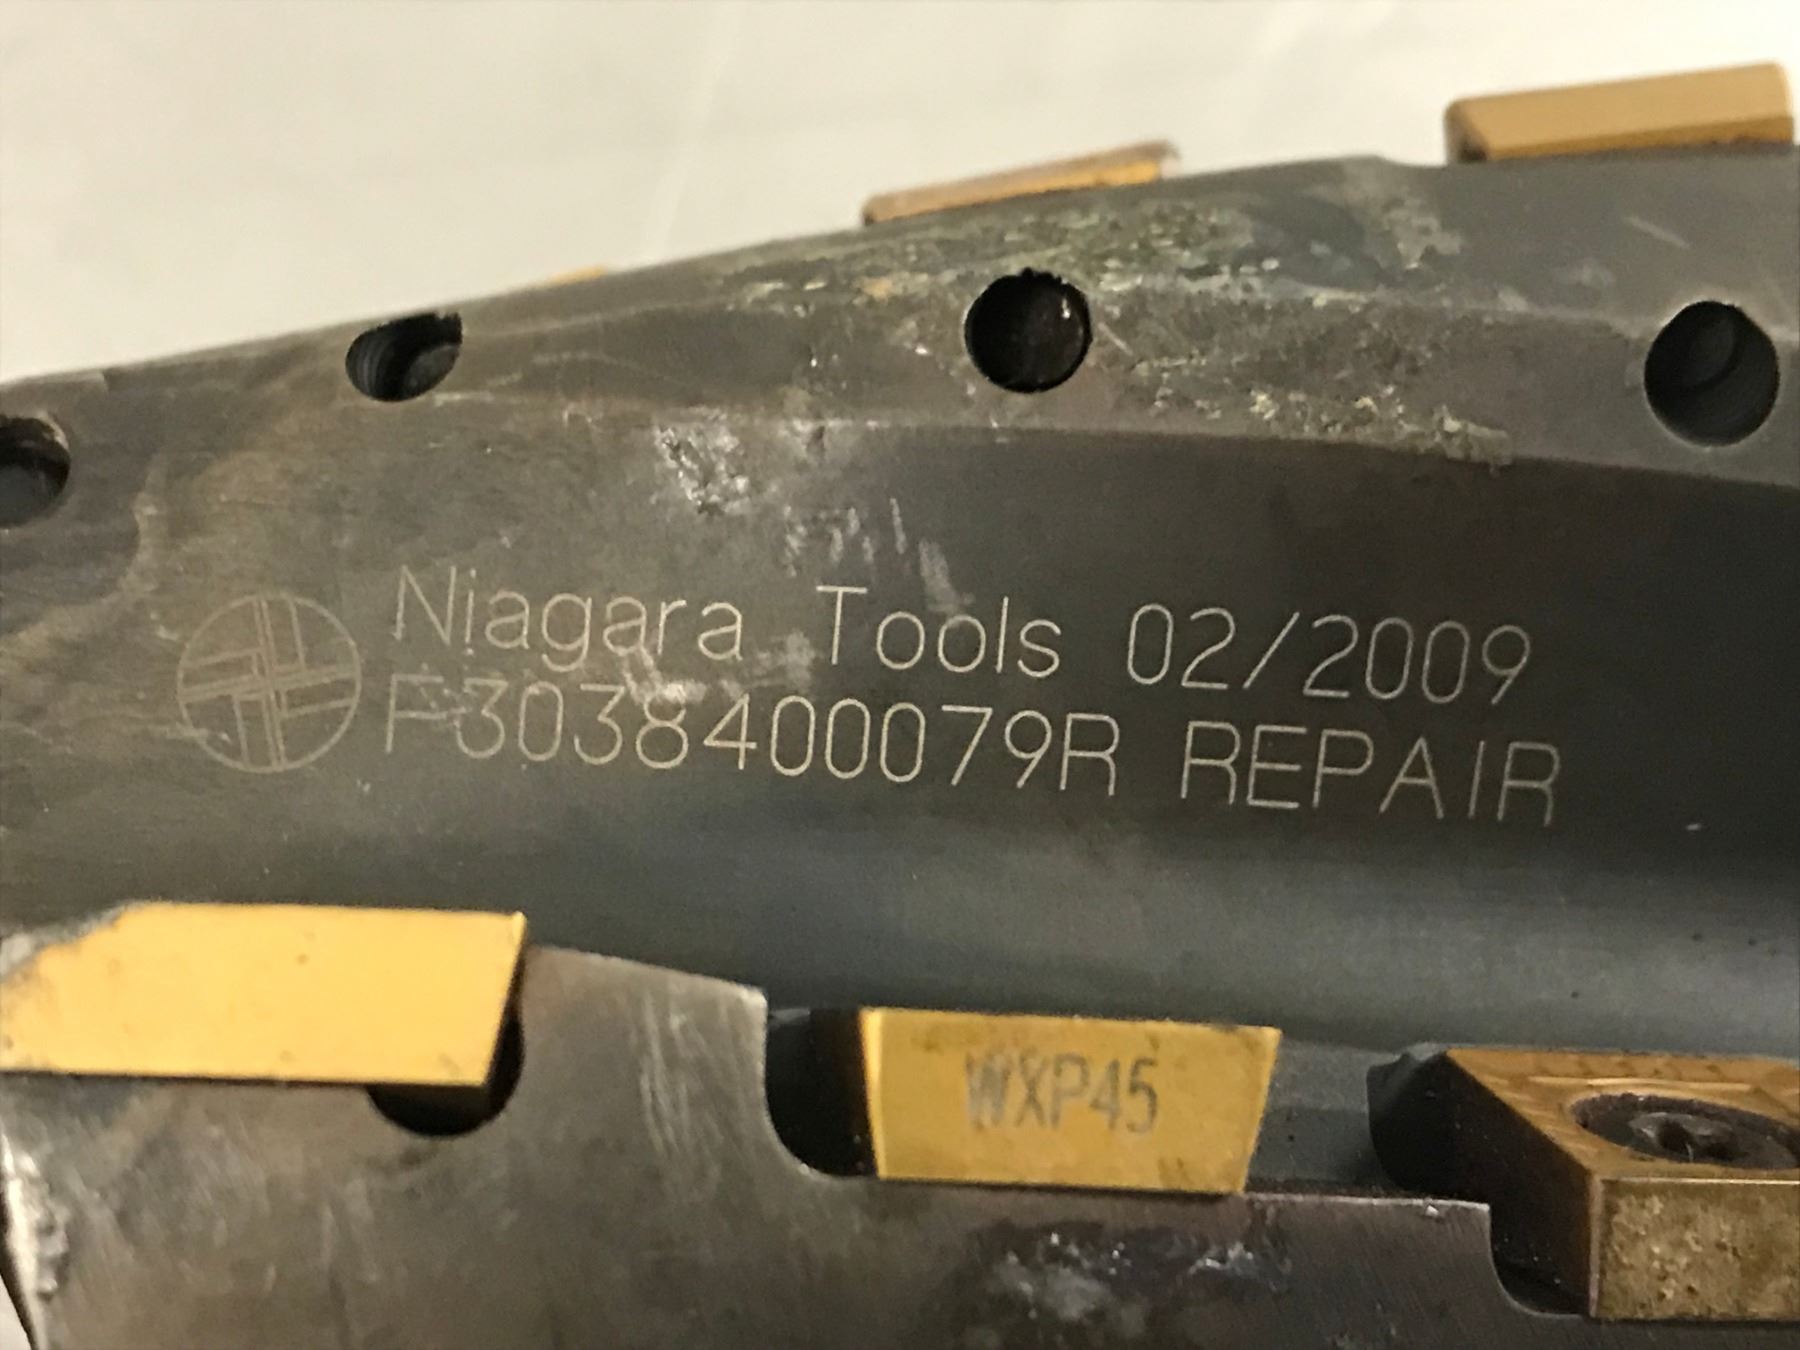 Niagara Tools 02/2009
F3038400079R REPAIR
WXP45